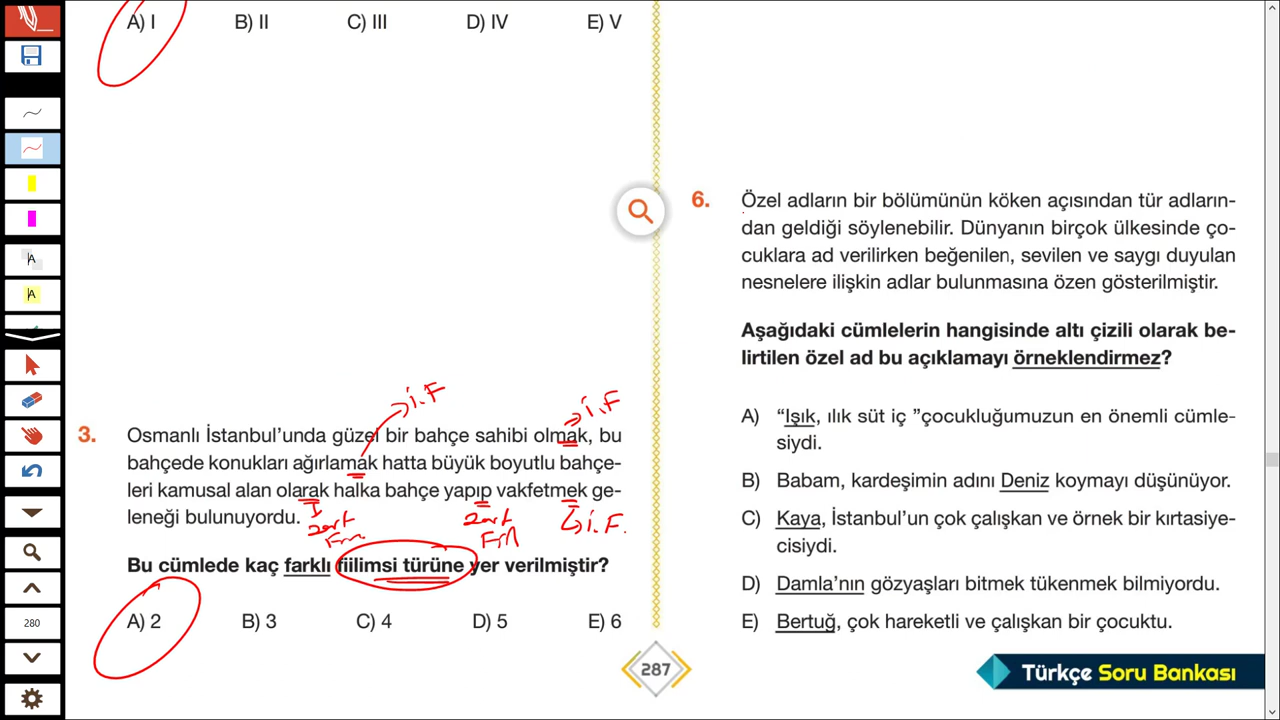 A) I
B) II
C) III
D) IV
E) V
3.
Osmanlı İstanbul’unda güzel bir bahçe sahibi olmak, bu
bahçede konukları ağırlamak hatta büyük boyutlu bahçe-
leri kamusal alan olarak halka bahçe yapıp vakfetmek ge-
leneği bulunuyordu.
i.F
i.F
zarf
Fiil
i.F.
Bu cümlede kaç farklı fiilimsi türüne yer verilmiştir?
A) 2
B) 3
C) 4
D) 5
E) 6
6.
Özel adların bir bölümünün köken açısından tür adların-
dan geldiği söylenebilir. Dünyanın birçok ülkesinde ço-
cuklara ad verilirken beğenilen, sevilen ve saygı duyulan
nesnelere ilişkin adlar bulunmasına özen gösterilmiştir.
Aşağıdaki cümlelerin hangisinde altı çizili olarak be-
lirtilen özel ad bu açıklamayı örneklendirmez?
A) “Işık, ılık süt iç ”çocukluğumuzun en önemli cümle-
siydi.
B) Babam, kardeşimin adını Deniz koymayı düşünüyor.
C) Kaya, İstanbul’un çok çalışkan ve örnek bir kırtasiye-
cisiydi.
D) Damla’nın gözyaşları bitmek tükenmek bilmiyordu.
E) Bertuğ, çok hareketli ve çalışkan bir çocuktu.
287
Türkçe Soru Bankası
A
A
280